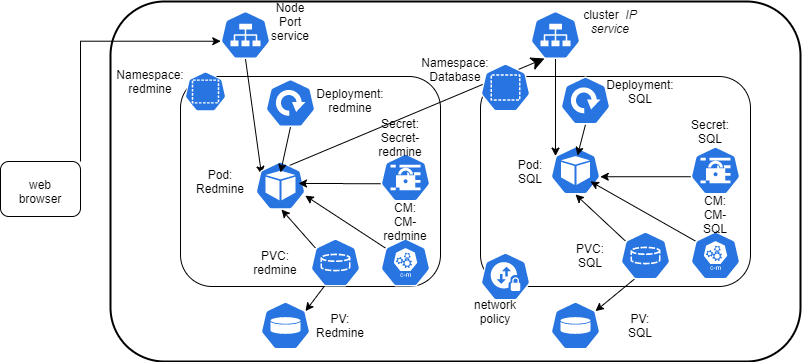 Node
Port
service
cluster IP
service
Namespace:
redmine
Deployment:
redmine
Namespace:
Database
Deployment:
SQL
Secret:
Secret-
redmine
Secret:
SQL
Pod:
Redmine
Pod:
SQL
web
browser
CM:
CM-
redmine
CM:
CM-
SQL
PVC:
redmine
c-m
PVC:
SQL
c-m
network
policy
PV:
Redmine
PV:
SQL